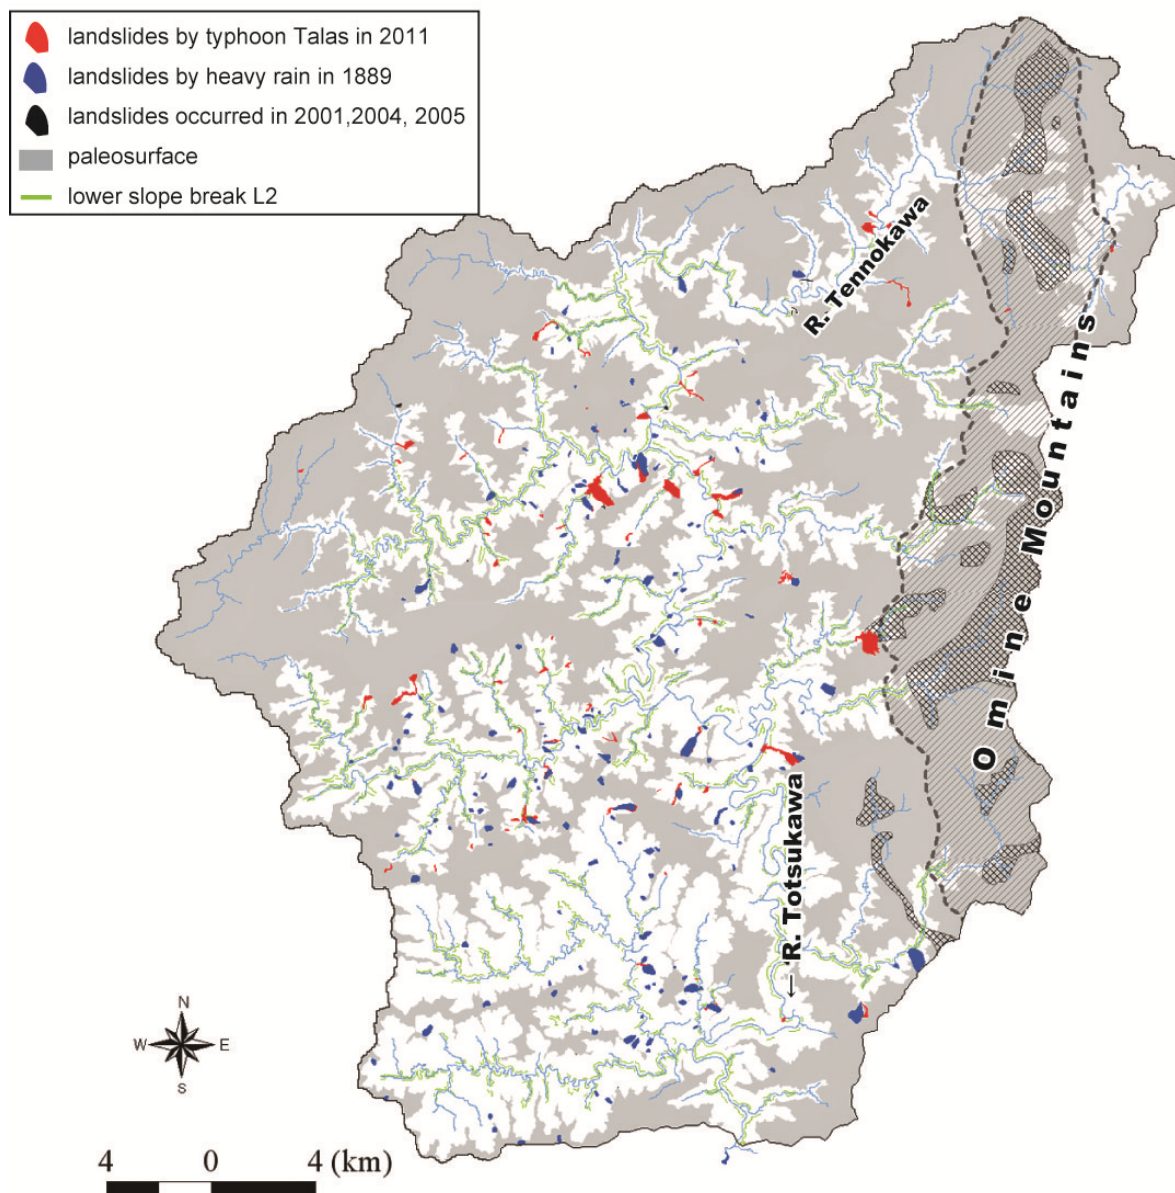 landslides by typhoon Talas in 2011
landslides by heavy rain in 1889
landslides occurred in 2001,2004, 2005
paleosurface
lower slope break L2
R. Tennokawa
Omine Mountains
R. Totsukawa
←
N
W E
S
4 0 4 (km)